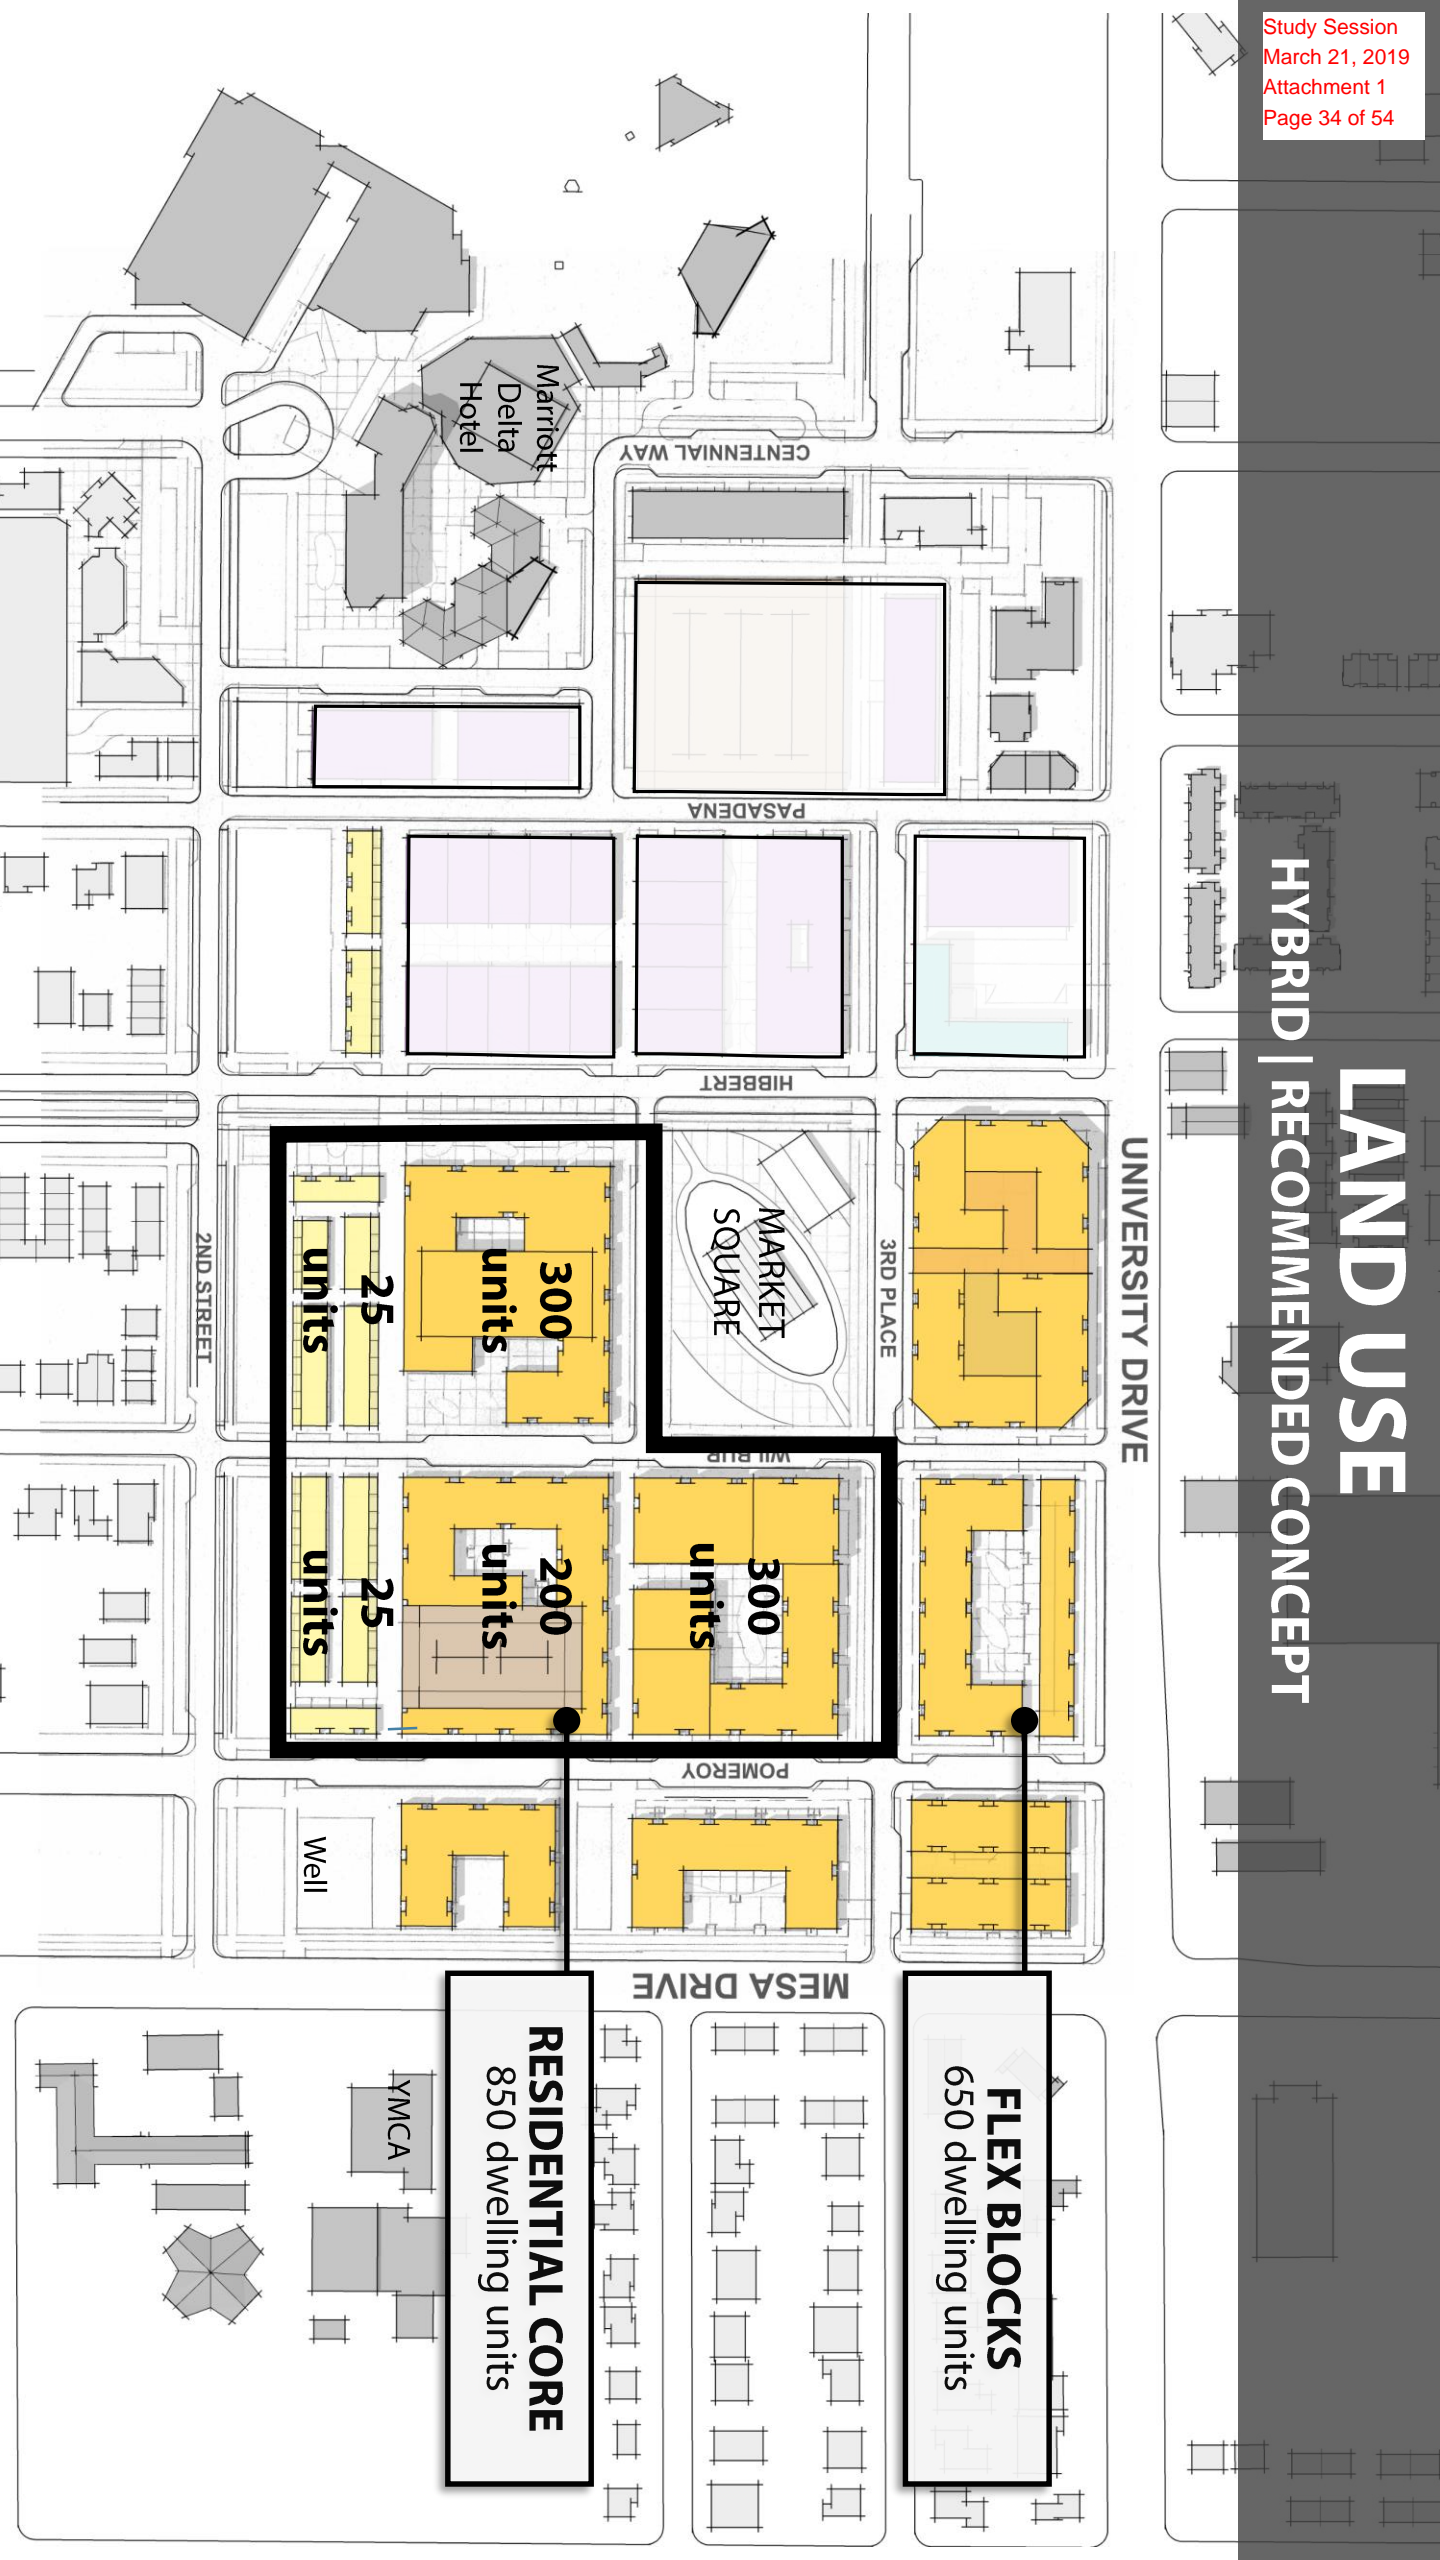 Study Session
March 21, 2019
Attachment 1
Page 34 of 54
LAND USE
HYBRID | RECOMMENDED CONCEPT
UNIVERSITY DRIVE
3RD PLACE
2ND STREET
CENTENNIAL WAY
PASADENA
HIBBERT
WILBUR
POMEROY
MESA DRIVE
Marriott
Delta
Hotel
MARKET
SQUARE
300
units
25
units
300
units
200
units
25
units
Well
YMCA
FLEX BLOCKS
650 dwelling units
RESIDENTIAL CORE
850 dwelling units